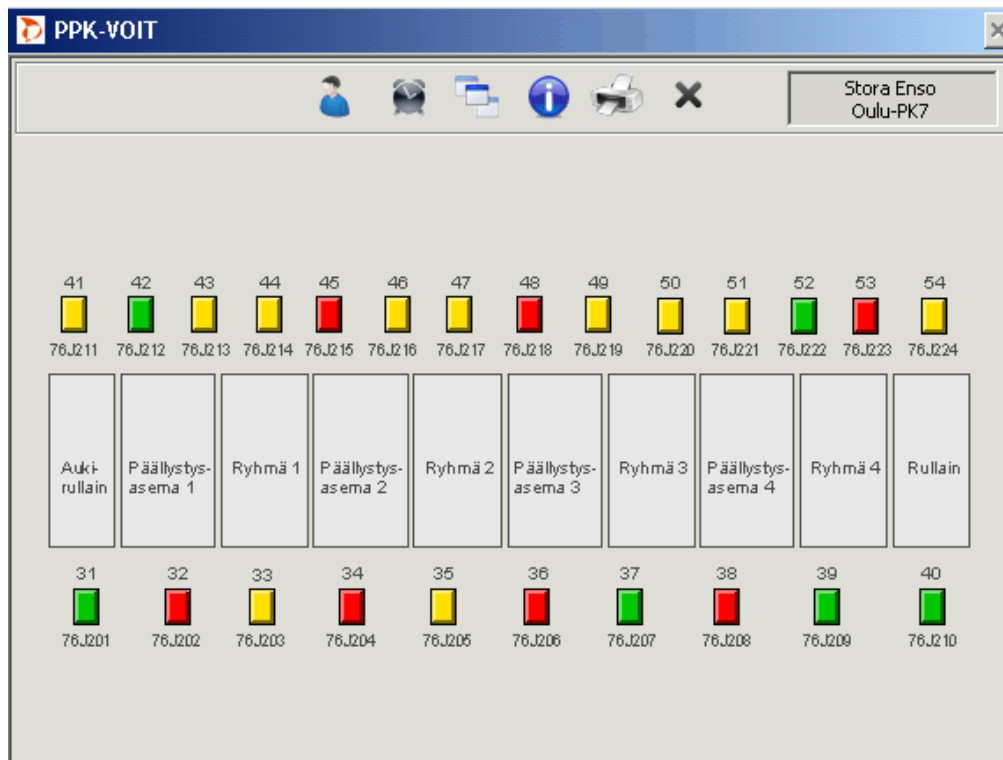 PPK-VOIT
Stora Enso
Oulu-PK7
41 42 43 44 45 46 47 48 49 50 51 52 53 54
76J211 76J212 76J213 76J214 76J215 76J216 76J217 76J218 76J219 76J220 76J221 76J222 76J223 76J224
Auki-
rullain
Päällystys-
asema 1
Ryhmä 1
Päällystys-
asema 2
Ryhmä 2
Päällystys-
asema 3
Ryhmä 3
Päällystys-
asema 4
Ryhmä 4
Rullain
31 32 33 34 35 36 37 38 39 40
76J201 76J202 76J203 76J204 76J205 76J206 76J207 76J208 76J209 76J210